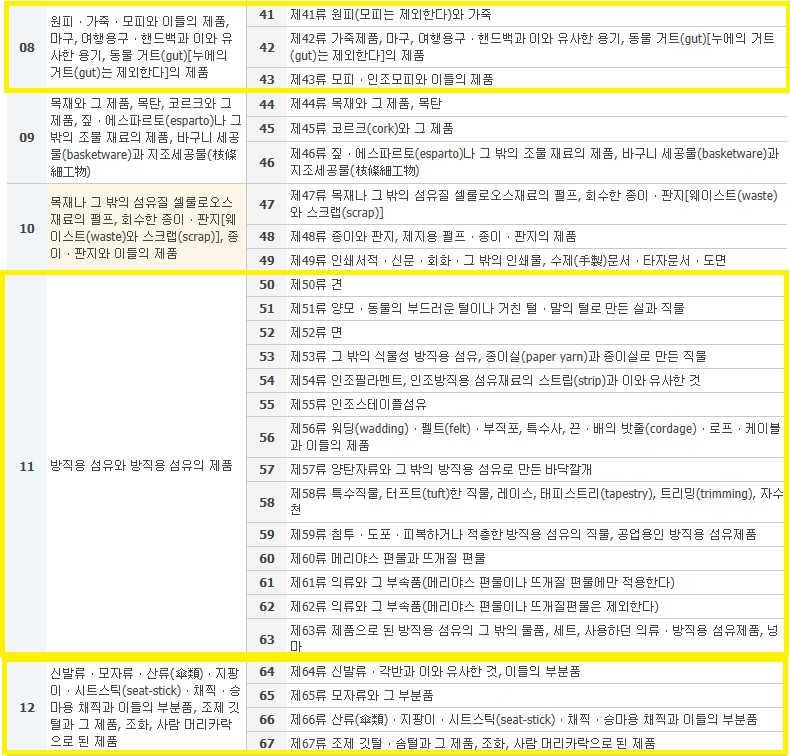 08
원피 · 가죽 · 모피와 이들의 제품,
마구, 여행용구 · 핸드백과 이와 유
사한 용기, 동물 거트(gut)[누에의
거트(gut)는 제외한다]의 제품
41 제41류 원피(모피는 제외한다)와 가죽
42 제42류 가죽제품, 마구, 여행용구 · 핸드백과 이와 유사한 용기, 동물 거트(gut)[누에의 거트
(gut)는 제외한다]의 제품
43 제43류 모피 · 인조모피와 이들의 제품
09
목재와 그 제품, 목탄, 코르크와 그
제품, 짚 · 에스파르토(esparto)나 그
밖의 조물 재료의 제품, 바구니 세공
물(basketware)과 지조세공물(枝條
細工物)
44 제44류 목재와 그 제품, 목탄
45 제45류 코르크(cork)와 그 제품
46 제46류 짚 · 에스파르토(esparto)나 그 밖의 조물 재료의 제품, 바구니 세공물(basketware)과
지조세공물(枝條細工物)
10
목재나 그 밖의 섬유질 셀룰로오스
재료의 펄프, 회수한 종이 · 판지[웨
이스트(waste)와 스크랩(scrap)], 종
이 · 판지와 이들의 제품
47 제47류 목재나 그 밖의 섬유질 셀룰로오스재료의 펄프, 회수한 종이 · 판지[웨이스트(waste)
와 스크랩(scrap)]
48 제48류 종이와 판지, 제지용 펄프 · 종이 · 판지의 제품
49 제49류 인쇄서적 · 신문 · 회화 · 그 밖의 인쇄물, 수제(手製)문서 · 타자문서 · 도면
11
방직용 섬유와 방직용 섬유의 제품
50 제50류 견
51 제51류 양모 · 동물의 부드러운 털이나 거친 털 · 말의 털로 만든 실과 직물
52 제52류 면
53 제53류 그 밖의 식물성 방직용 섬유, 종이실(paper yarn)과 종이실로 만든 직물
54 제54류 인조필라멘트, 인조방직용 섬유재료의 스트립(strip)과 이와 유사한 것
55 제55류 인조스테이플섬유
56 제56류 워딩(wadding) · 펠트(felt) · 부직포, 특수사, 끈 · 배의 밧줄(cordage) · 로프 · 케이블
과 이들의 제품
57 제57류 양탄자류와 그 밖의 방직용 섬유로 만든 바닥깔개
58 제58류 특수직물, 터프트(tuft)한 직물, 레이스, 태피스트리(tapestry), 트리밍(trimming), 자수
천
59 제59류 침투 · 도포 · 피복하거나 적층한 방직용 섬유의 직물, 공업용인 방직용 섬유제품
60 제60류 메리야스 편물과 뜨개질 편물
61 제61류 의류와 그 부속품(메리야스 편물이나 뜨개질 편물에만 적용한다)
62 제62류 의류와 그 부속품(메리야스 편물이나 뜨개질편물은 제외한다)
63 제63류 제품으로 된 방직용 섬유의 그 밖의 물품, 세트, 사용하던 의류 · 방직용 섬유제품, 넝
마
12
신발류 · 모자류 · 산류(傘類) · 지팡
이 · 시트스틱(seat-stick) · 채찍 · 승
마용 채찍과 이들의 부분품, 조제 깃
털과 그 제품, 조화, 사람 머리카락
으로 된 제품
64 제64류 신발류 · 각반과 이와 유사한 것, 이들의 부분품
65 제65류 모자류와 그 부분품
66 제66류 산류(傘類) · 지팡이 · 시트스틱(seat-stick) · 채찍 · 승마용 채찍과 이들의 부분품
67 제67류 조제 깃털 · 솜털과 그 제품, 조화, 사람 머리카락으로 된 제품